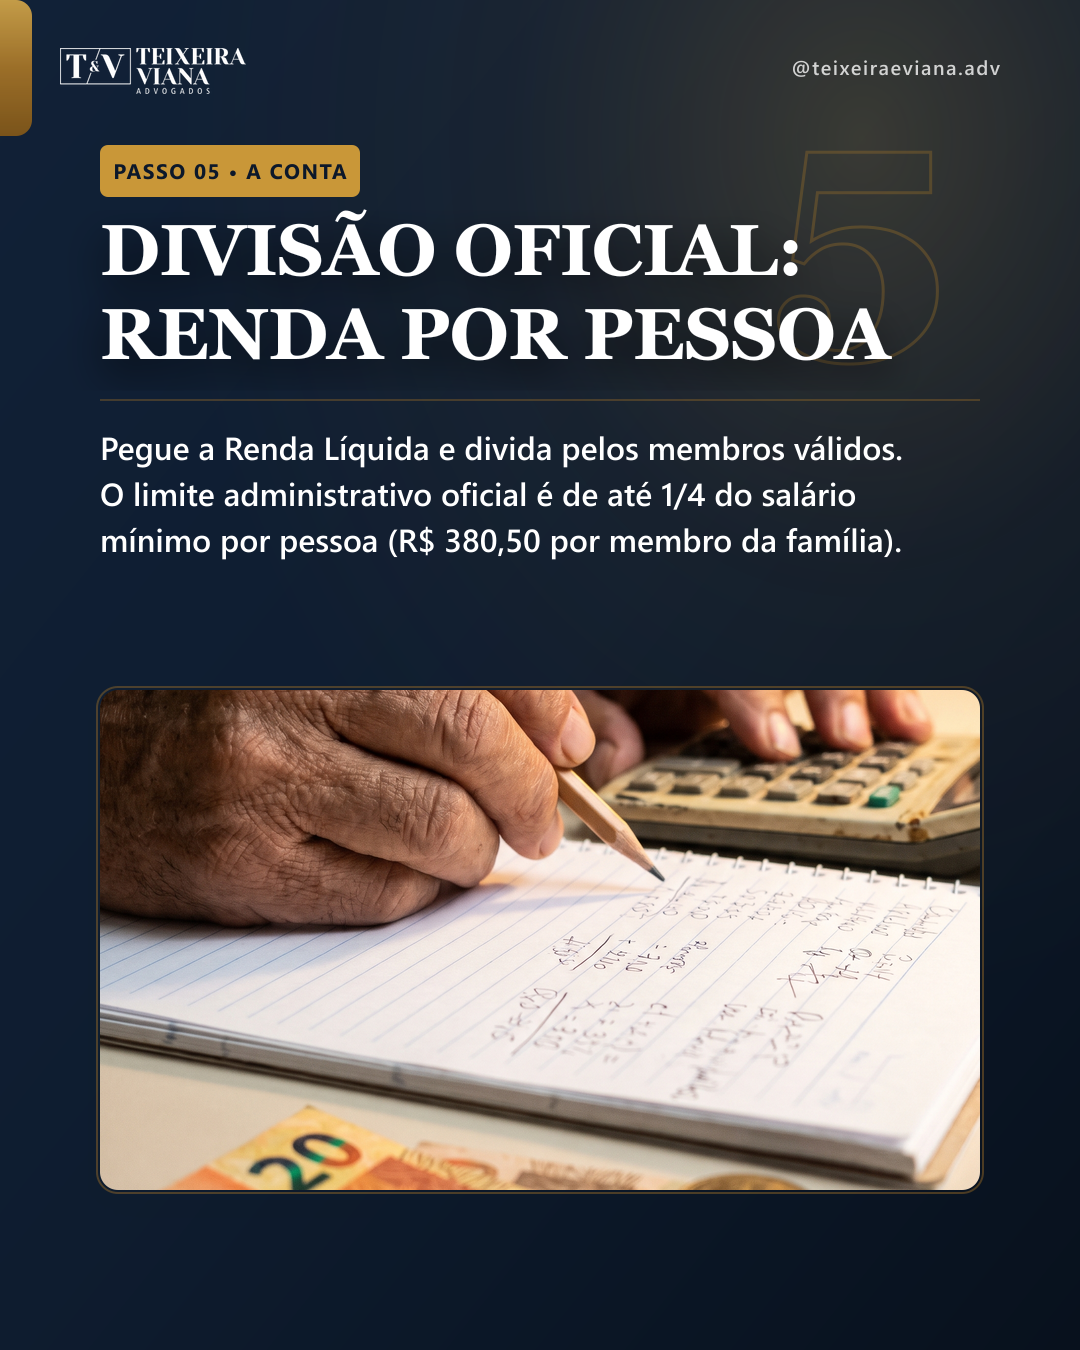 T&V TEIXEIRA
VIANA
ADVOGADOS
@teixeiraeviana.adv
PASSO 05 • A CONTA
5
DIVISÃO OFICIAL:
RENDA POR PESSOA
Pegue a Renda Líquida e divida pelos membros válidos.
O limite administrativo oficial é de até 1/4 do salário
mínimo por pessoa (R$ 380,50 por membro da família).
20